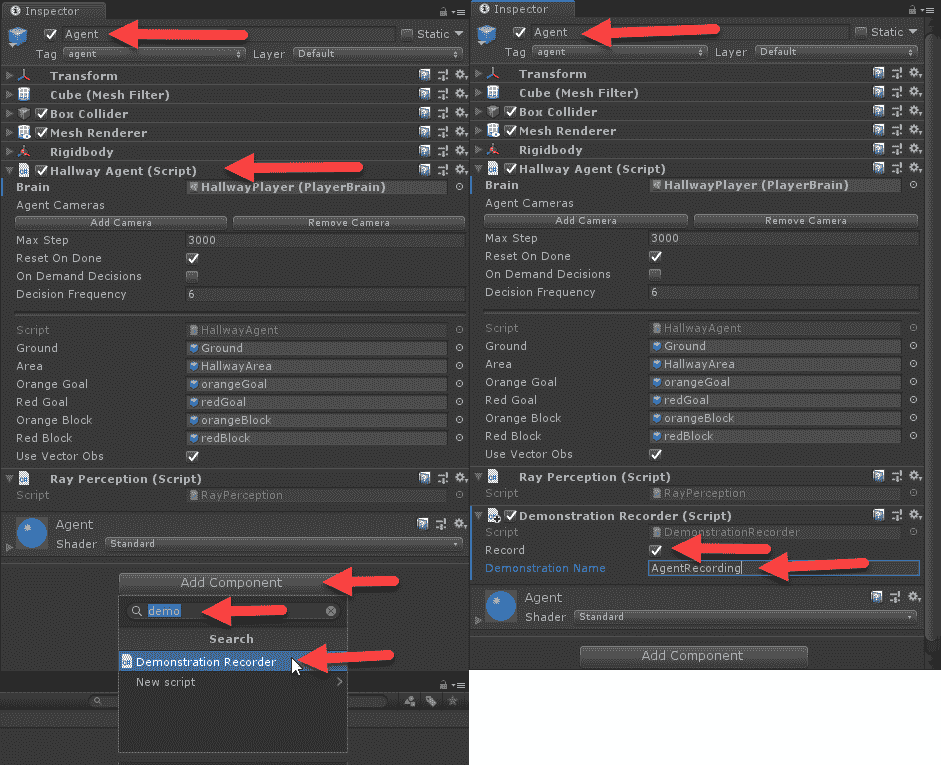 Inspector
Agent
Static
Tag agent Layer Default
Transform
Cube (Mesh Filter)
Box Collider
Mesh Renderer
Rigidbody
Hallway Agent (Script)
Brain HallwayPlayer (PlayerBrain)
Agent Cameras
Add Camera Remove Camera
Max Step 3000
Reset On Done
On Demand Decisions
Decision Frequency 6
Script HallwayAgent
Ground Ground
Area HallwayArea
Orange Goal orangeGoal
Red Goal redGoal
Orange Block orangeBlock
Red Block redBlock
Use Vector Obs
Ray Perception (Script)
Script RayPerception
Agent
Shader Standard
Add Component
demo
Search
Demonstration Recorder
New script
Inspector
Agent
Static
Tag agent Layer Default
Transform
Cube (Mesh Filter)
Box Collider
Mesh Renderer
Rigidbody
Hallway Agent (Script)
Brain HallwayPlayer (PlayerBrain)
Agent Cameras
Add Camera Remove Camera
Max Step 3000
Reset On Done
On Demand Decisions
Decision Frequency 6
Script HallwayAgent
Ground Ground
Area HallwayArea
Orange Goal orangeGoal
Red Goal redGoal
Orange Block orangeBlock
Red Block redBlock
Use Vector Obs
Ray Perception (Script)
Script RayPerception
Demonstration Recorder (Script)
Script DemonstrationRecorder
Record
Demonstration Name AgentRecording
Agent
Shader Standard
Add Component